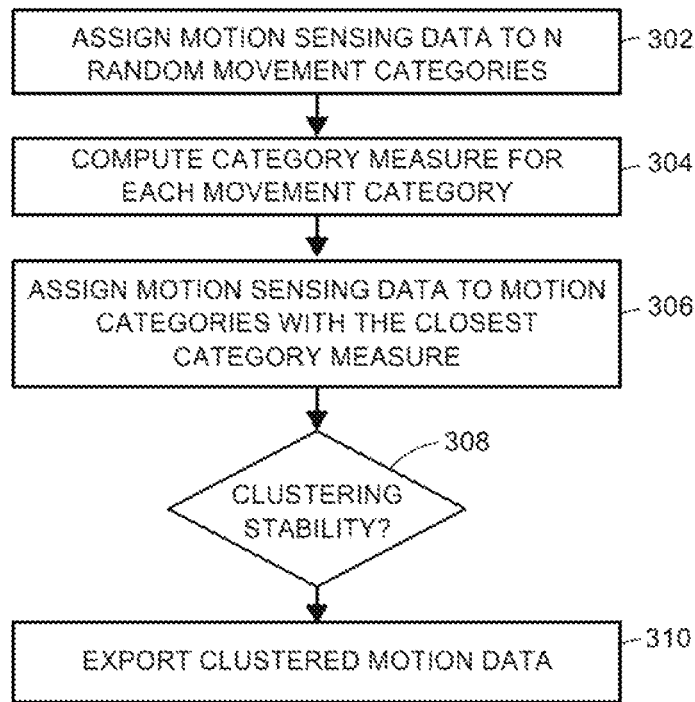 ASSIGN MOTION SENSING DATA TO N
RANDOM MOVEMENT CATEGORIES
302
COMPUTE CATEGORY MEASURE FOR
EACH MOVEMENT CATEGORY
304
ASSIGN MOTION SENSING DATA TO MOTION
CATEGORIES WITH THE CLOSEST
CATEGORY MEASURE
306
308
CLUSTERING
STABILITY?
EXPORT CLUSTERED MOTION DATA
310